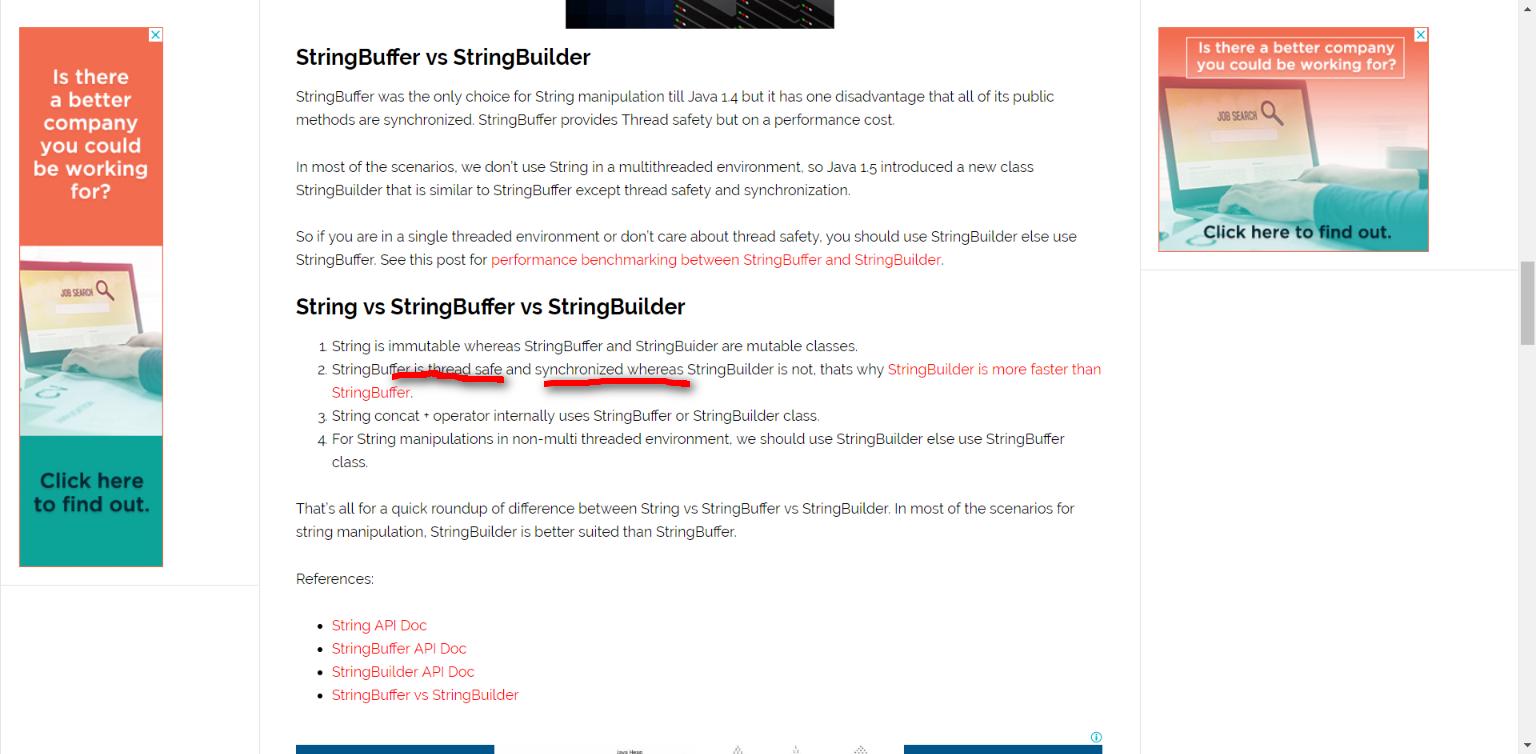 Is there
a better
company
you could
be working
for?
JOB SEARCH
Click here
to find out.
StringBuffer vs StringBuilder
StringBuffer was the only choice for String manipulation till Java 1.4 but it has one disadvantage that all of its public
methods are synchronized. StringBuffer provides Thread safety but on a performance cost.
In most of the scenarios, we don't use String in a multithreaded environment, so Java 1.5 introduced a new class
StringBuilder that is similar to StringBuffer except thread safety and synchronization.
So if you are in a single threaded environment or don't care about thread safety, you should use StringBuilder else use
StringBuffer. See this post for performance benchmarking between StringBuffer and StringBuilder.
String vs StringBuffer vs StringBuilder
1. String is immutable whereas StringBuffer and StringBuider are mutable classes.
2. StringBuffer is thread safe and synchronized whereas StringBuilder is not, thats why StringBuilder is more faster than
StringBuffer.
3. String concat + operator internally uses StringBuffer or StringBuilder class.
4. For String manipulations in non-multi threaded environment, we should use StringBuilder else use StringBuffer
class.
That's all for a quick roundup of difference between String vs StringBuffer vs StringBuilder. In most of the scenarios for
string manipulation, StringBuilder is better suited than StringBuffer.
References:
• String API Doc
• StringBuffer API Doc
• StringBuilder API Doc
• StringBuffer vs StringBuilder
Java Heap
Is there a better company
you could be working for?
JOB SEARCH
Click here to find out.